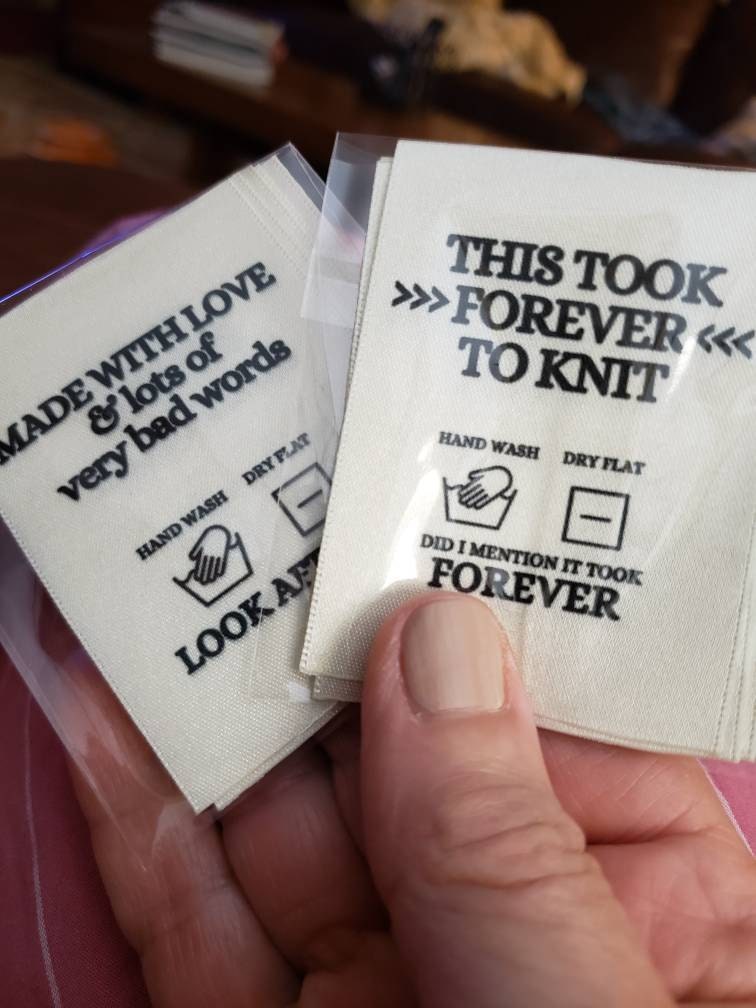 MADE WITH LOVE
& lots of
very bad words
HAND WASH DRY FLAT
LOOK
THIS TOOK
>>> FOREVER <<<
TO KNIT
HAND WASH DRY FLAT
DID I MENTION IT TOOK
FOREVER